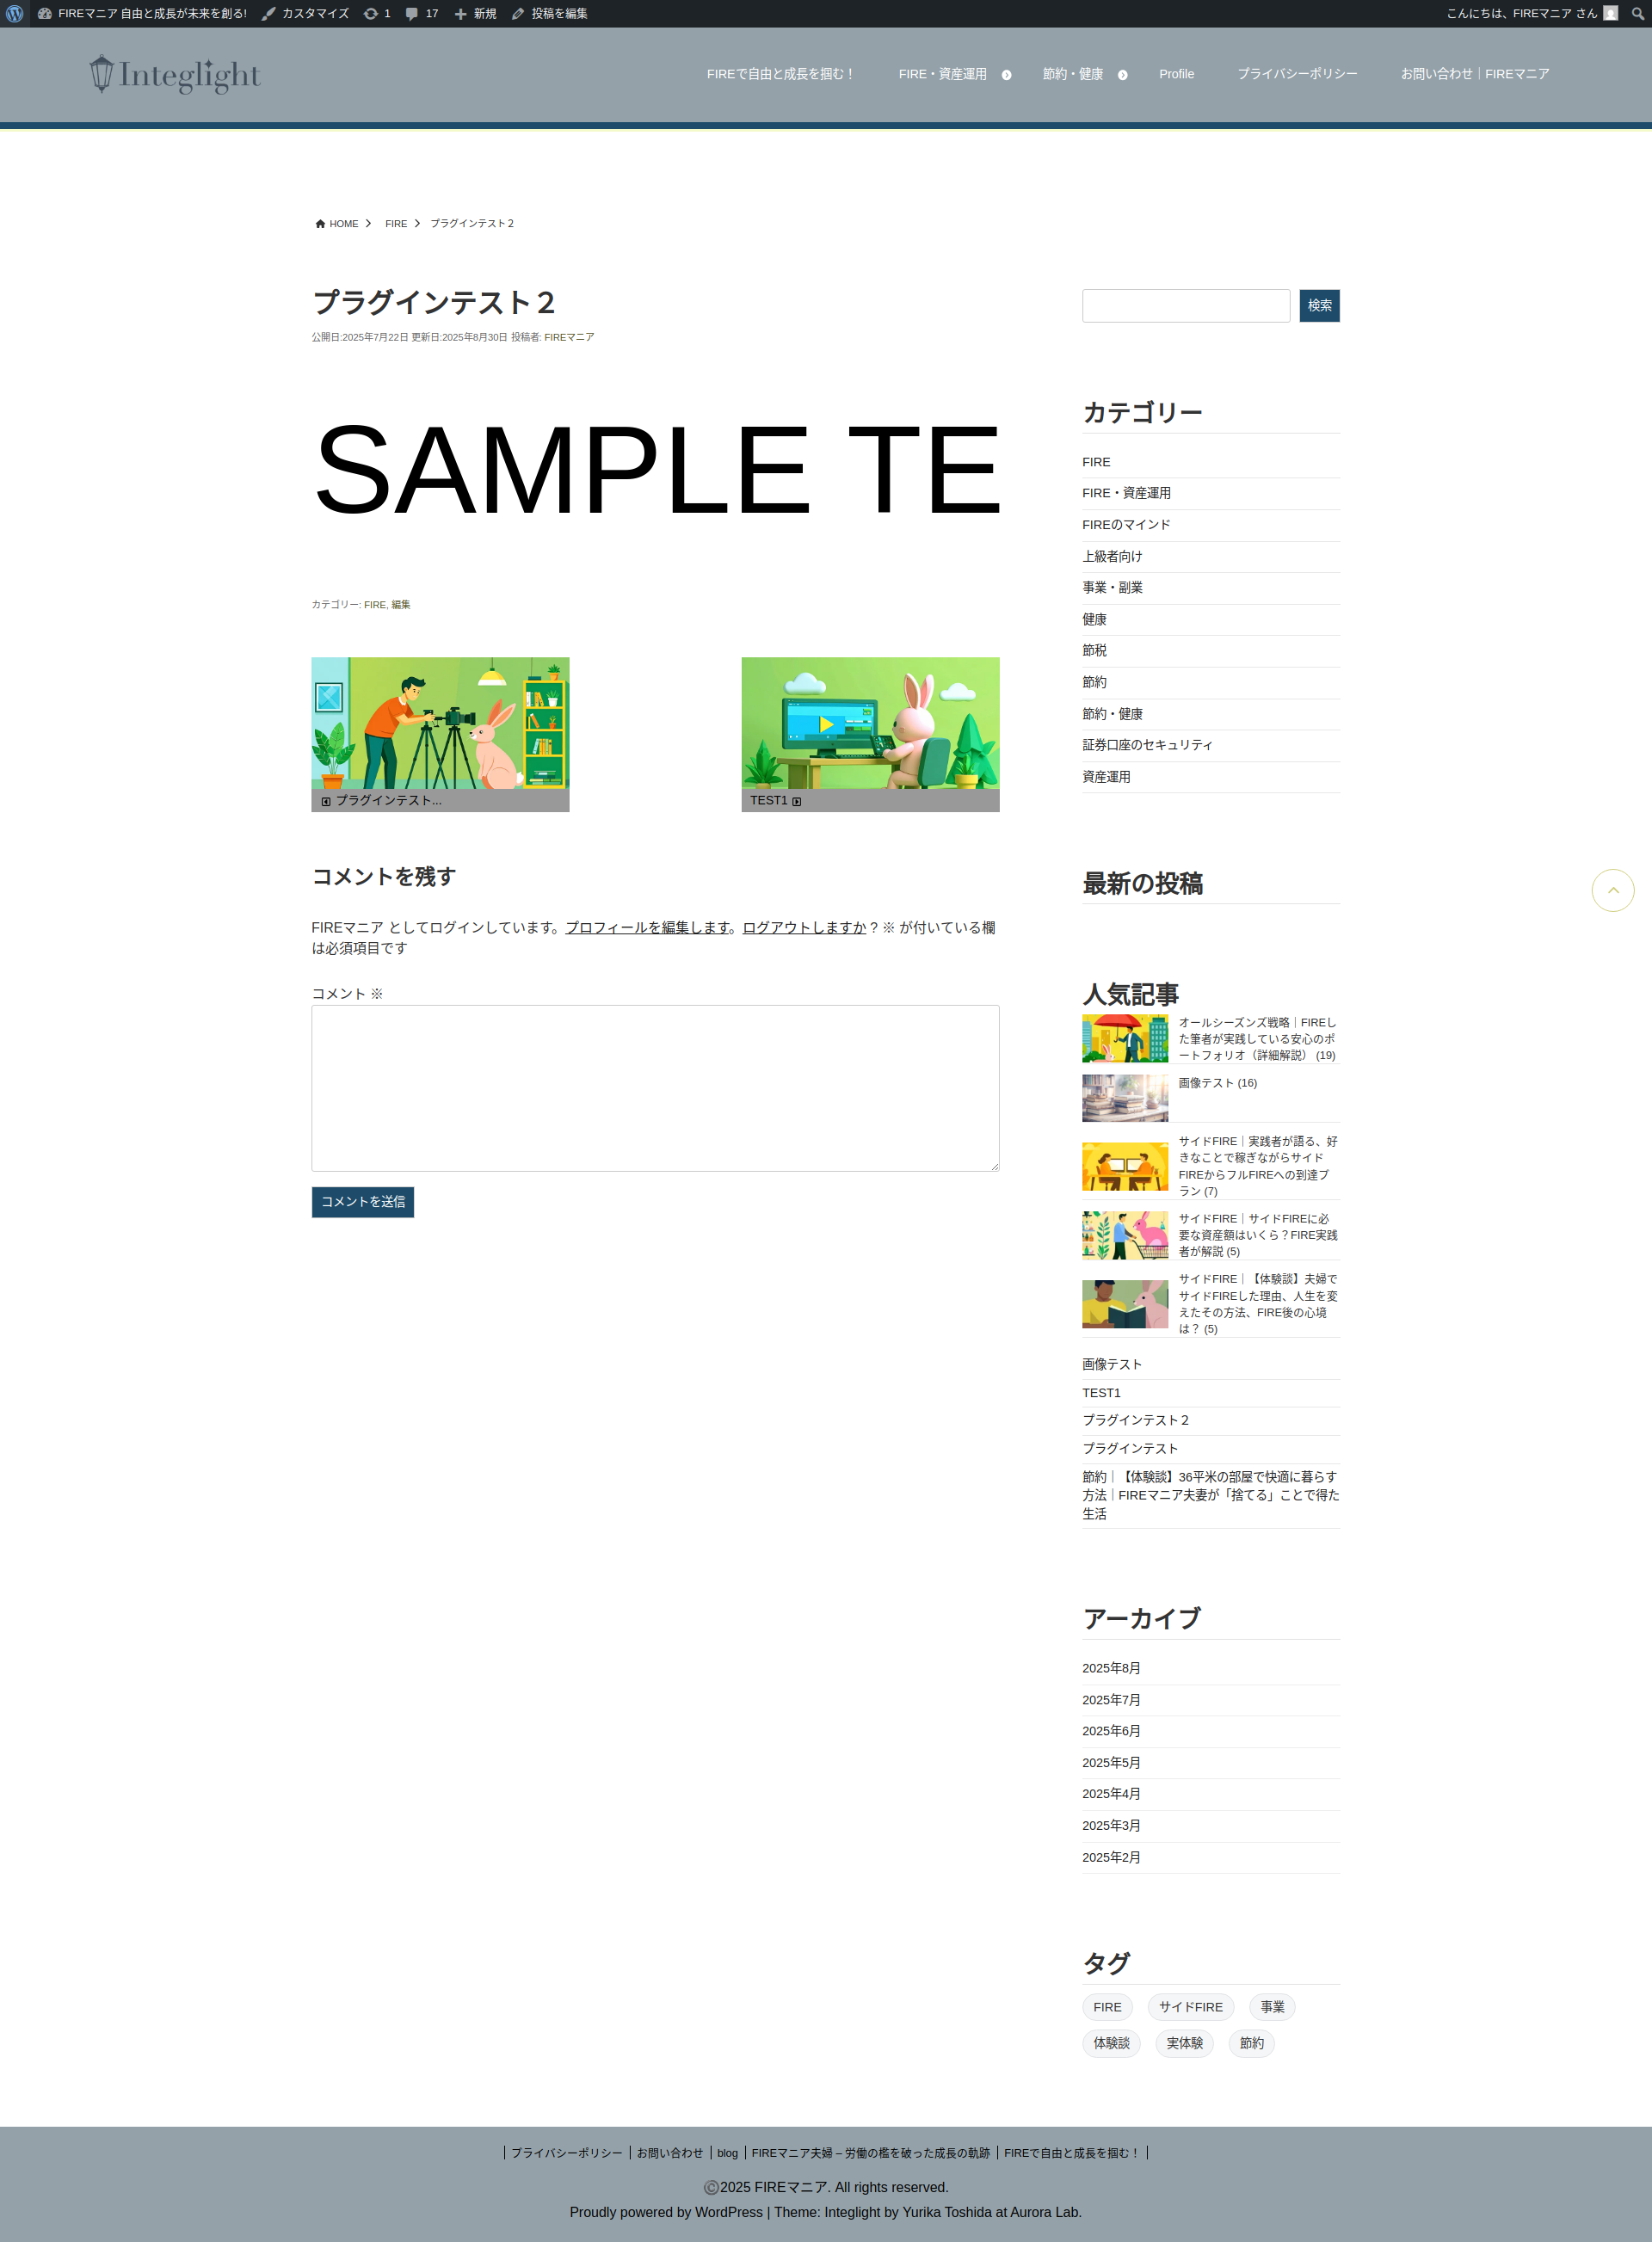 FIREマニア 自由と成長が未来を創る!
カスタマイズ
1
17
新規
投稿を編集
こんにちは、FIREマニア さん
Integlight
FIREで自由と成長を掴む！
FIRE・資産運用
節約・健康
Profile
プライバシーポリシー
お問い合わせ｜FIREマニア
HOME
FIRE
プラグインテスト２
プラグインテスト２
公開日:2025年7月22日 更新日:2025年8月30日 投稿者: FIREマニア
SAMPLE TE
カテゴリー: FIRE, 編集
プラグインテスト...
TEST1
コメントを残す
FIREマニア としてログインしています。プロフィールを編集します。ログアウトしますか ? ※ が付いている欄
は必須項目です
コメント ※
コメントを送信
検索
カテゴリー
FIRE
FIRE・資産運用
FIREのマインド
上級者向け
事業・副業
健康
節税
節約
節約・健康
証券口座のセキュリティ
資産運用
最新の投稿
人気記事
オールシーズンズ戦略｜FIREし
た筆者が実践している安心のポ
ートフォリオ（詳細解説） (19)
画像テスト (16)
サイドFIRE｜実践者が語る、好
きなことで稼ぎながらサイド
FIREからフルFIREへの到達プ
ラン (7)
サイドFIRE｜サイドFIREに必
要な資産額はいくら？FIRE実践
者が解説 (5)
サイドFIRE｜【体験談】夫婦で
サイドFIREした理由、人生を変
えたその方法、FIRE後の心境
は？ (5)
画像テスト
TEST1
プラグインテスト２
プラグインテスト
節約｜【体験談】36平米の部屋で快適に暮らす
方法｜FIREマニア夫妻が「捨てる」ことで得た
生活
アーカイブ
2025年8月
2025年7月
2025年6月
2025年5月
2025年4月
2025年3月
2025年2月
タグ
FIRE
サイドFIRE
事業
体験談
実体験
節約
プライバシーポリシー
お問い合わせ
blog
FIREマニア夫婦 – 労働の檻を破った成長の軌跡
FIREで自由と成長を掴む！
©2025 FIREマニア. All rights reserved.
Proudly powered by WordPress | Theme: Integlight by Yurika Toshida at Aurora Lab.